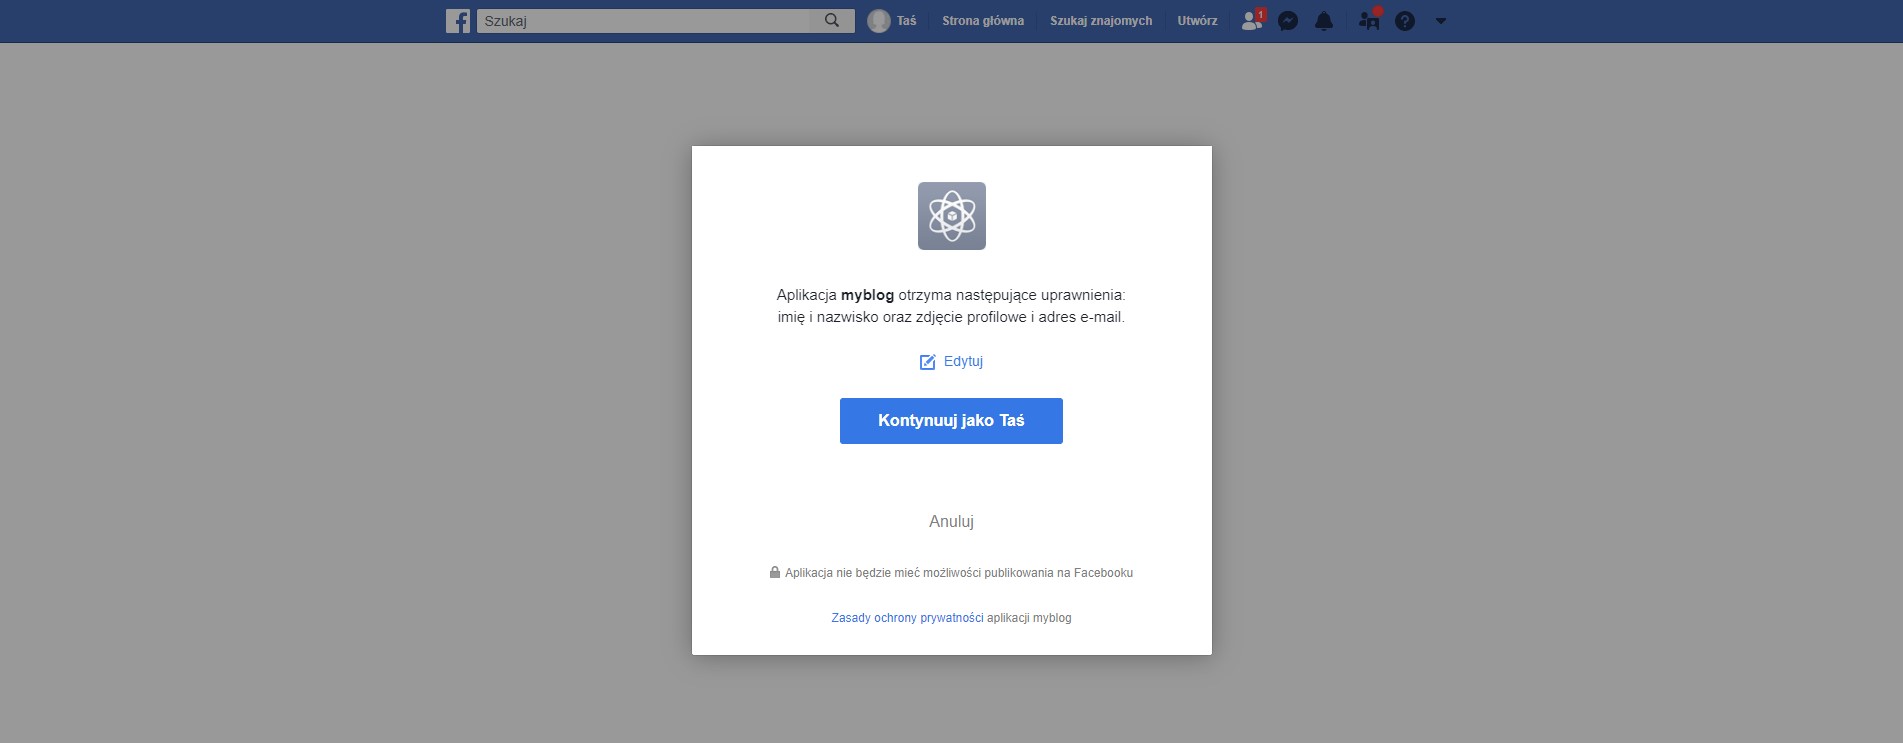 Szukaj
Taś
Strona główna
Szukaj znajomych
Utwórz
1
Aplikacja myblog otrzyma następujące uprawnienia:
imię i nazwisko oraz zdjęcie profilowe i adres e-mail.
Edytuj
Kontynuuj jako Taś
Anuluj
Aplikacja nie będzie mieć możliwości publikowania na Facebooku
Zasady ochrony prywatności aplikacji myblog